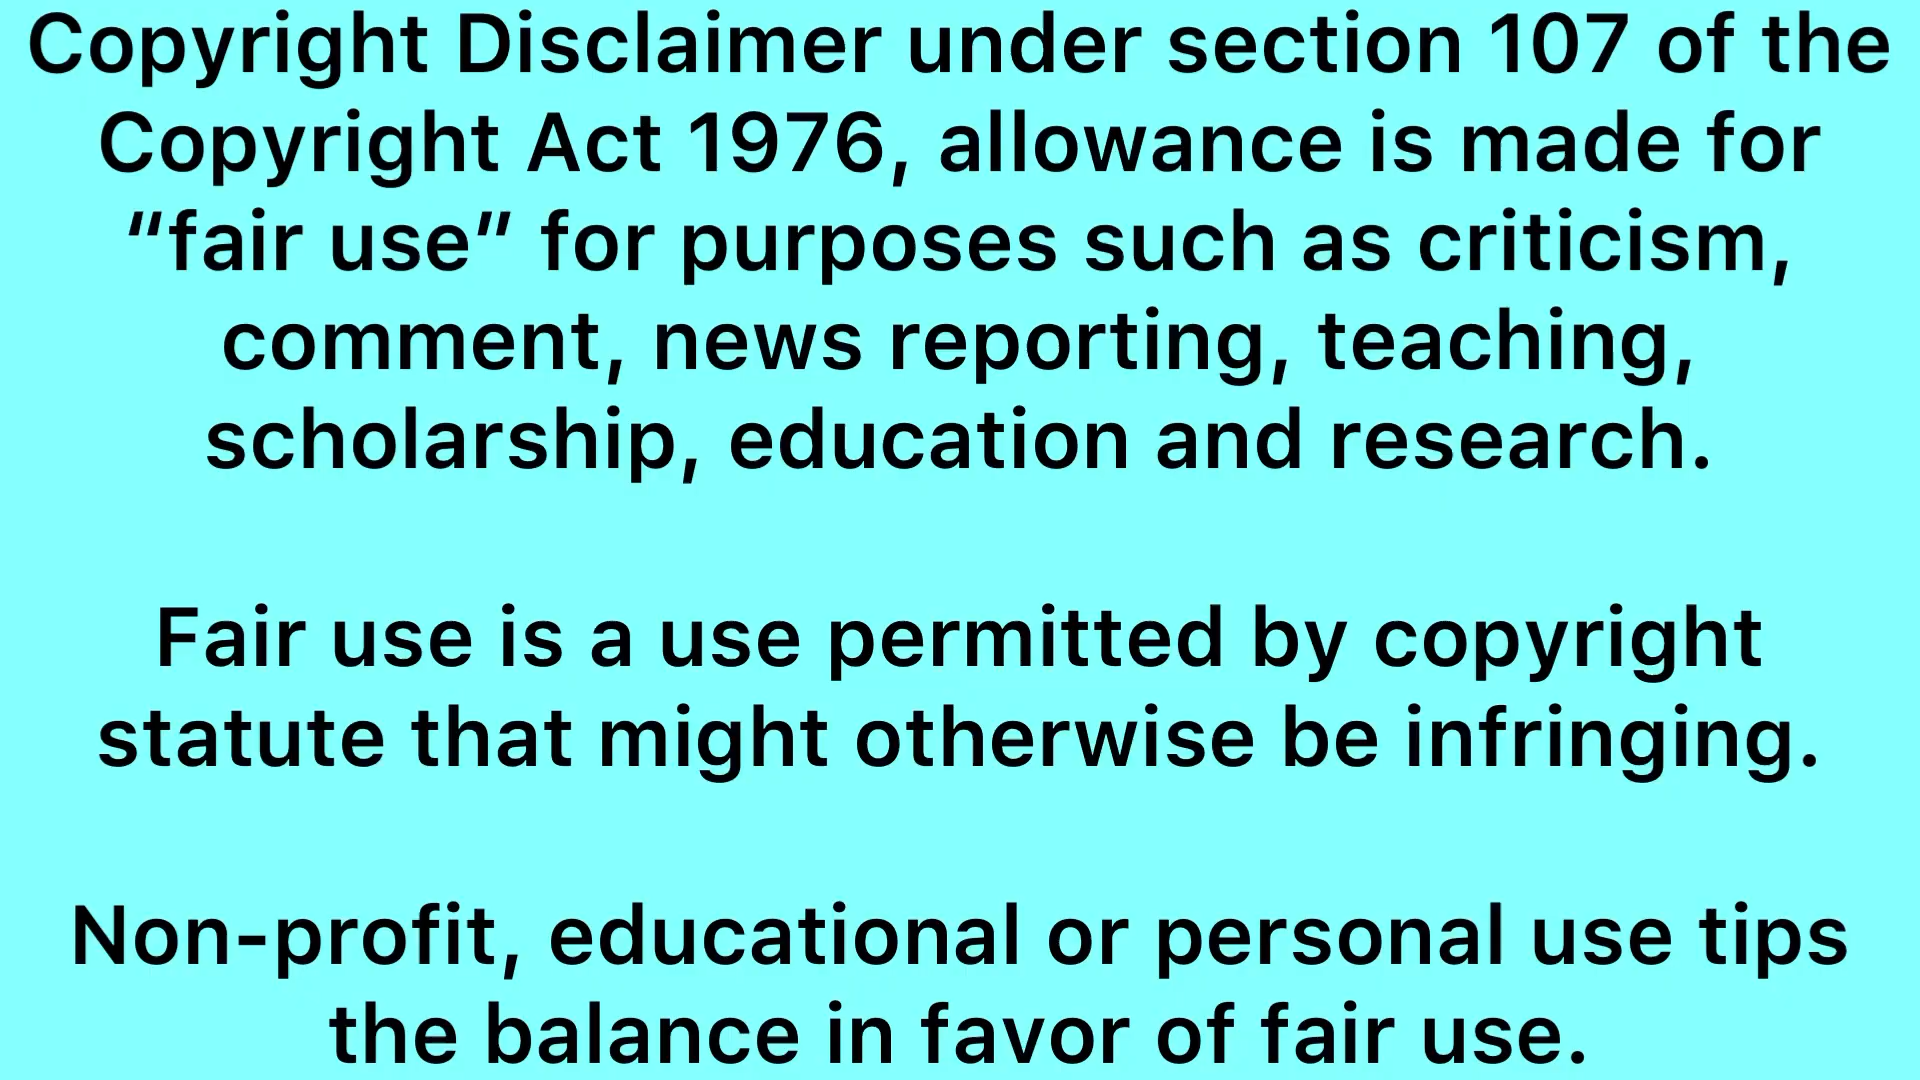 Copyright Disclaimer under section 107 of the
Copyright Act 1976, allowance is made for
“fair use” for purposes such as criticism,
comment, news reporting, teaching,
scholarship, education and research.
Fair use is a use permitted by copyright
statute that might otherwise be infringing.
Non-profit, educational or personal use tips
the balance in favor of fair use.